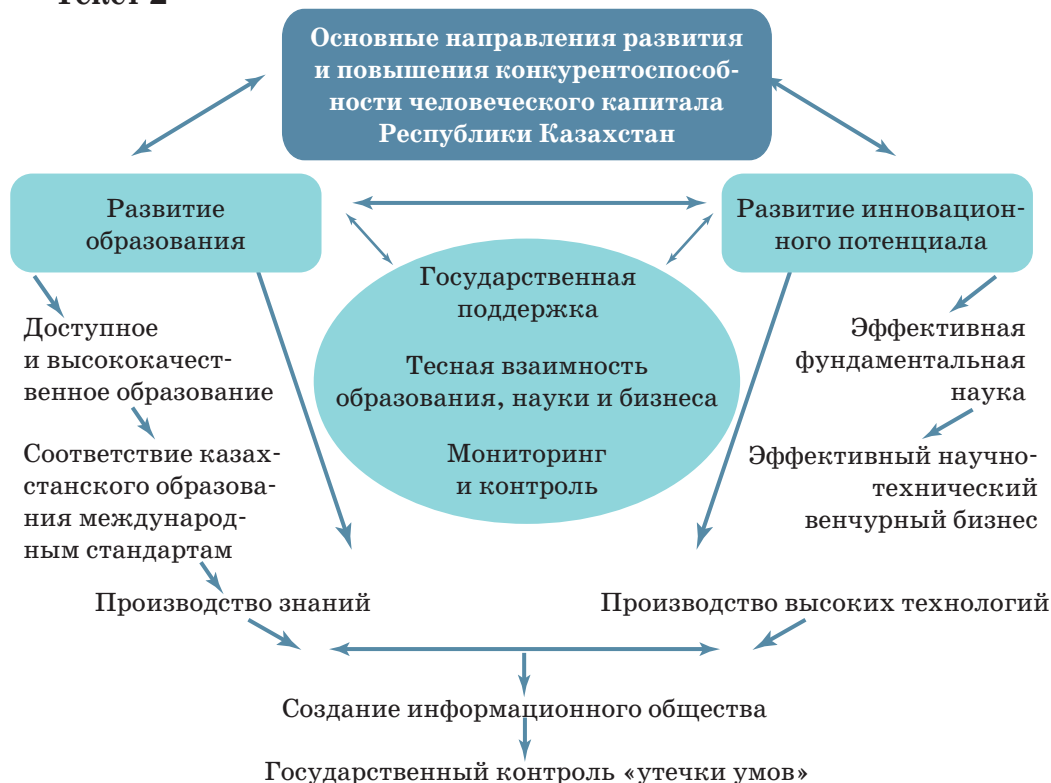 Текст 2
Основные направления развития
и повышения конкурентоспособ-
ности человеческого капитала
Республики Казахстан
Развитие
образования
Развитие инновацион-
ного потенциала
Государственная
поддержка
Тесная взаимность
образования, науки и бизнеса
Мониторинг
и контроль
Доступное
и высококачест-
венное образование
Соответствие казах-
станского образова-
ния международ-
ным стандартам
Эффективная
фундаментальная
наука
Эффективный научно-
технический
венчурный бизнес
Производство знаний
Производство высоких технологий
Создание информационного общества
Государственный контроль «утечки умов»